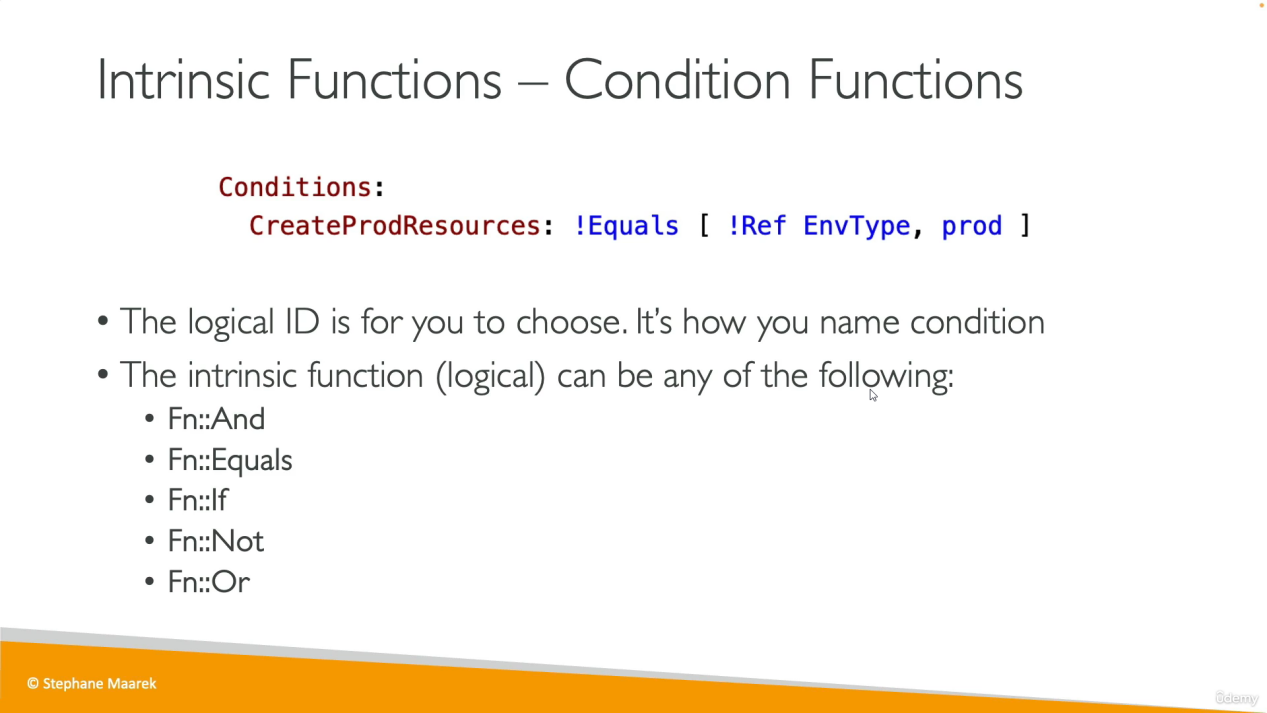 Intrinsic Functions – Condition Functions
Conditions:
CreateProdResources: !Equals [ !Ref EnvType, prod ]
• The logical ID is for you to choose. It's how you name condition
• The intrinsic function (logical) can be any of the following:
• Fn::And
• Fn::Equals
• Fn::If
• Fn::Not
• Fn::Or
© Stephane Maarek
ûdemy